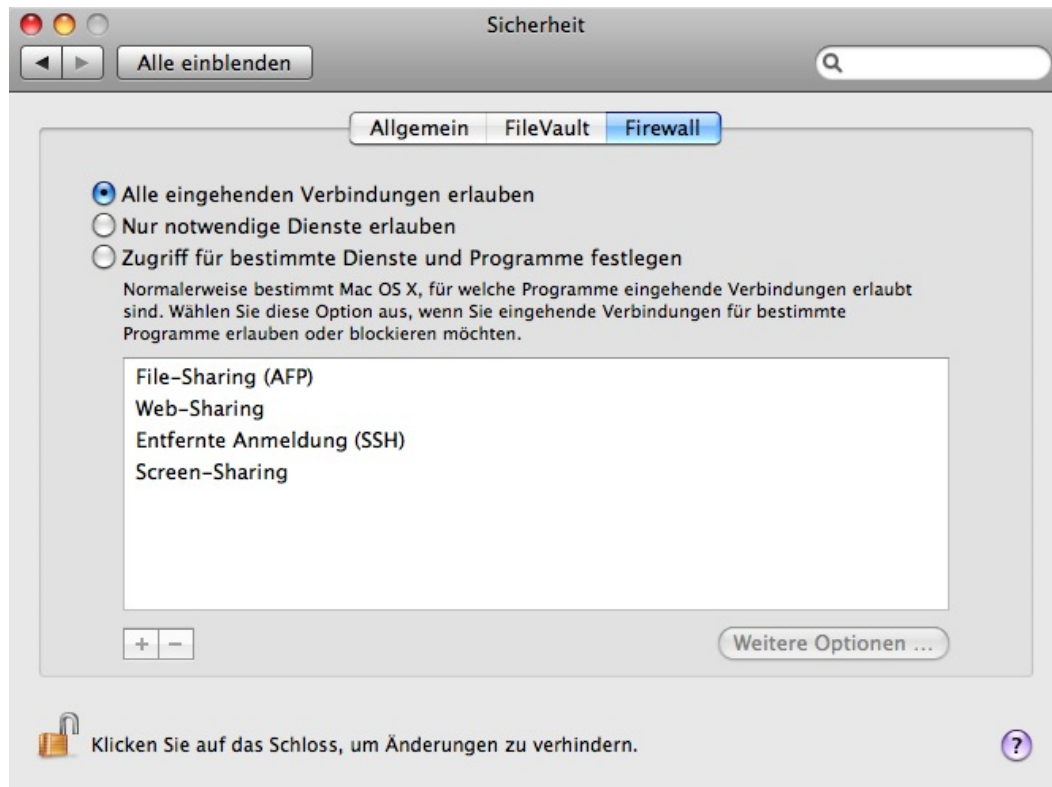 Sicherheit
Alle einblenden
Allgemein FileVault Firewall
Alle eingehenden Verbindungen erlauben
Nur notwendige Dienste erlauben
Zugriff für bestimmte Dienste und Programme festlegen
Normalerweise bestimmt Mac OS X, für welche Programme eingehende Verbindungen erlaubt
sind. Wählen Sie diese Option aus, wenn Sie eingehende Verbindungen für bestimmte
Programme erlauben oder blockieren möchten.
File-Sharing (AFP)
Web-Sharing
Entfernte Anmeldung (SSH)
Screen-Sharing
+ −
Weitere Optionen ...
Klicken Sie auf das Schloss, um Änderungen zu verhindern.
?